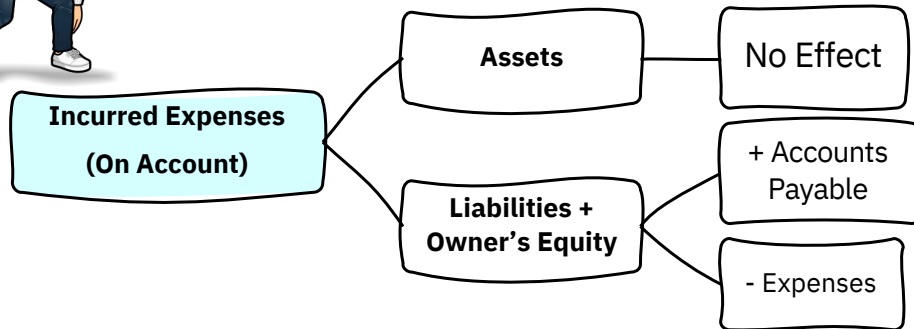 Incurred Expenses
(On Account)
Assets
No Effect
Liabilities +
Owner’s Equity
+ Accounts
Payable
- Expenses